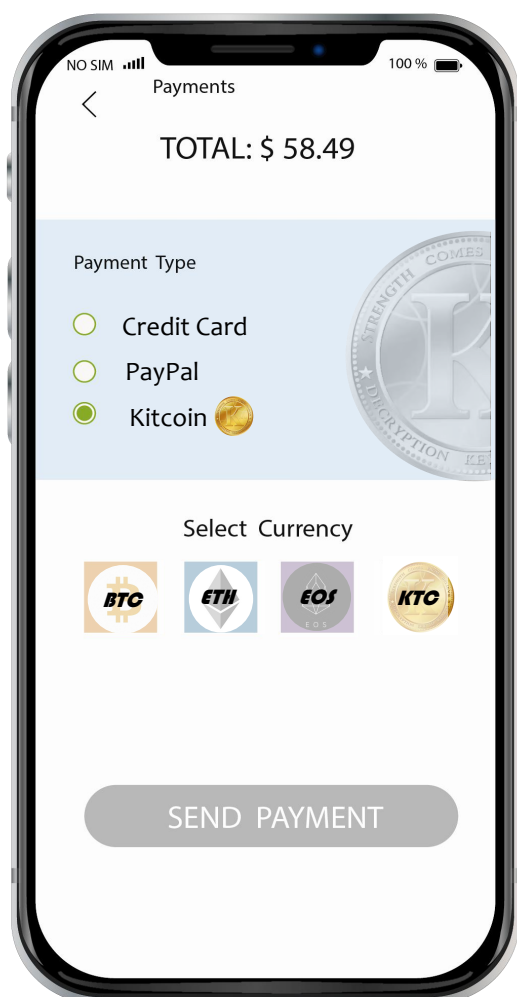 NO SIM
100 %
Payments
TOTAL: $ 58.49
Payment Type
Credit Card
PayPal
Kitcoin
STRENGTH COMES
DECRYPTION KE
Select Currency
BTC
ETH
EOS
KTC
EOS
SEND PAYMENT